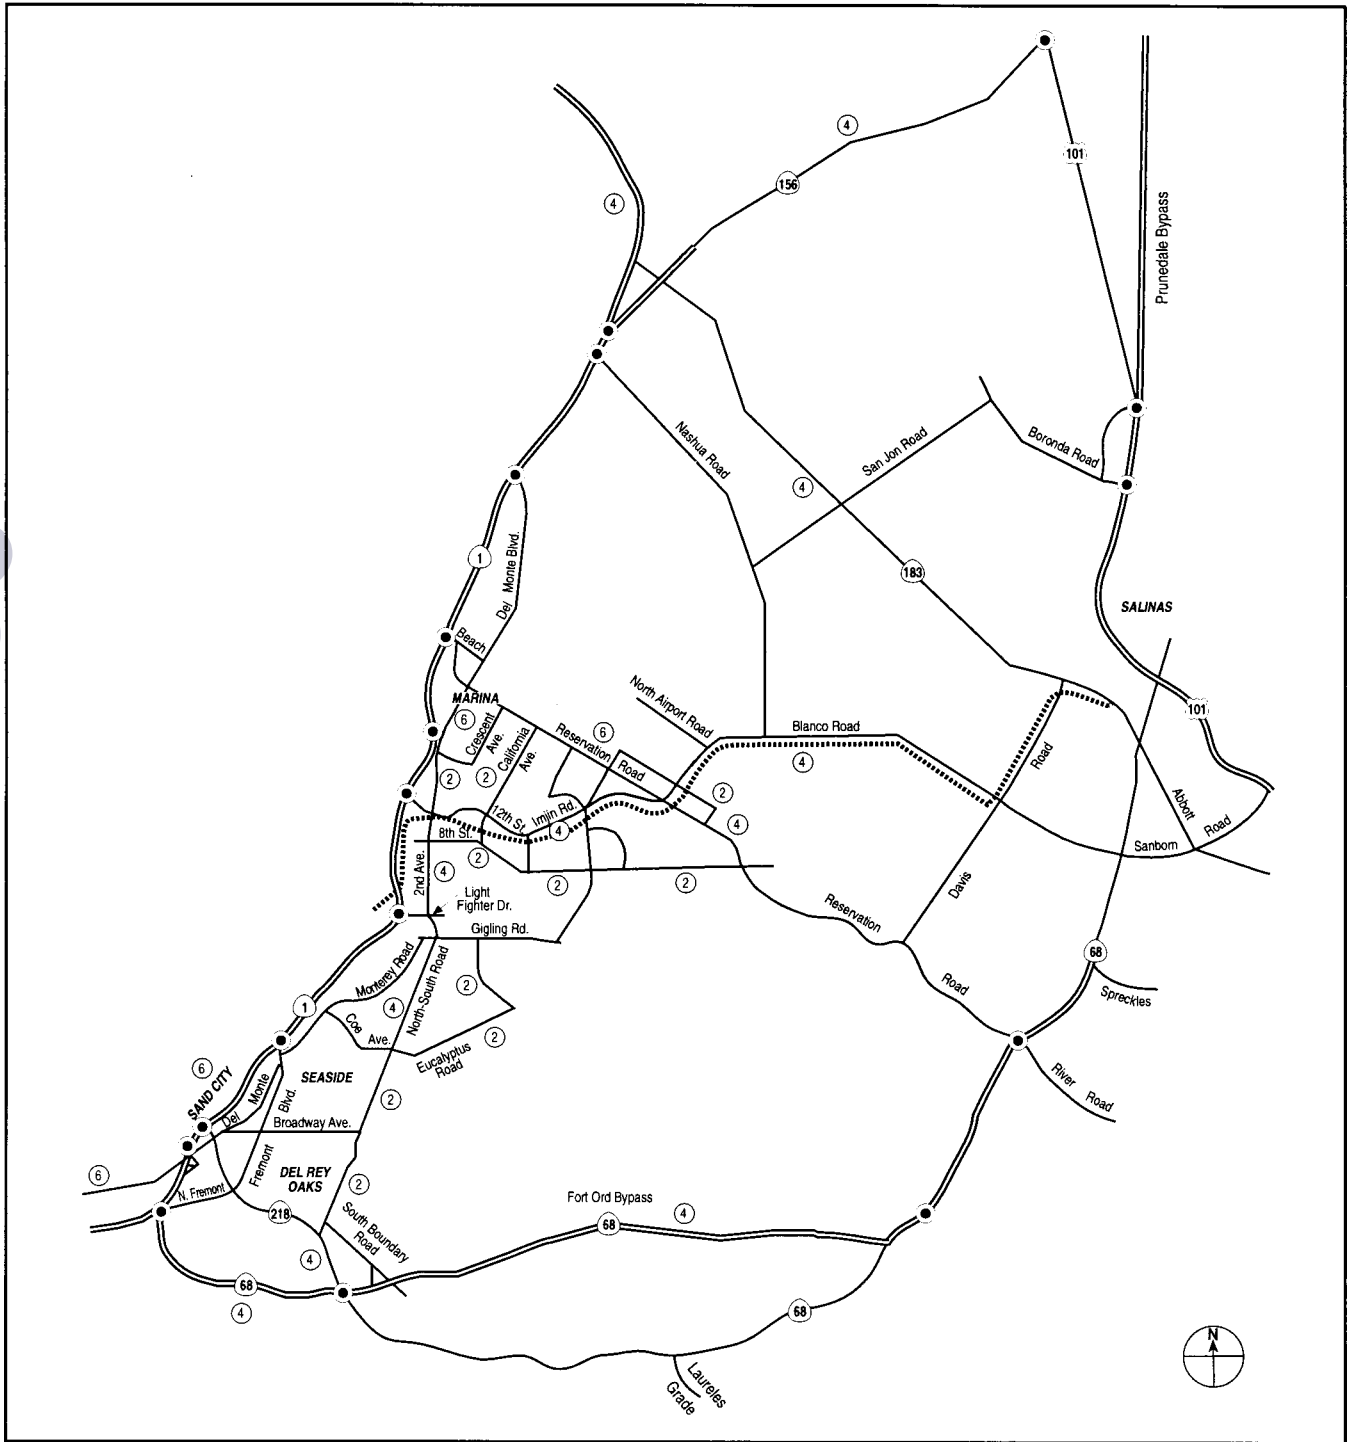 4
101
156
4
Prunedale Bypass
Nashua Road
San Jon Road
Boronda Road
4
1
Del Monte Blvd.
183
SALINAS
Beach
MARINA
North Airport Road
6
Crescent
Ave.
California
Ave.
Reservation
Road
6
Blanco Road
4
101
Road
2
2
2
12th St.
Imjin Rd.
4
4
Abbott
Road
Sanborn
8th St.
2
2nd Ave.
4
2
2
Light
Fighter Dr.
Davis
Reservation
Road
Gigling Rd.
68
Spreckles
Monterey Road
North-South Road
2
1
4
Coe
Ave.
2
Eucalyptus
Road
6
SAND CITY
SEASIDE
Del Monte
Blvd.
2
River
Road
Broadway Ave.
6
Fremont
DEL REY
OAKS
2
N. Fremont
218
Fort Ord Bypass
4
68
South Boundary
Road
4
68
4
68
Laureles
Grade
N